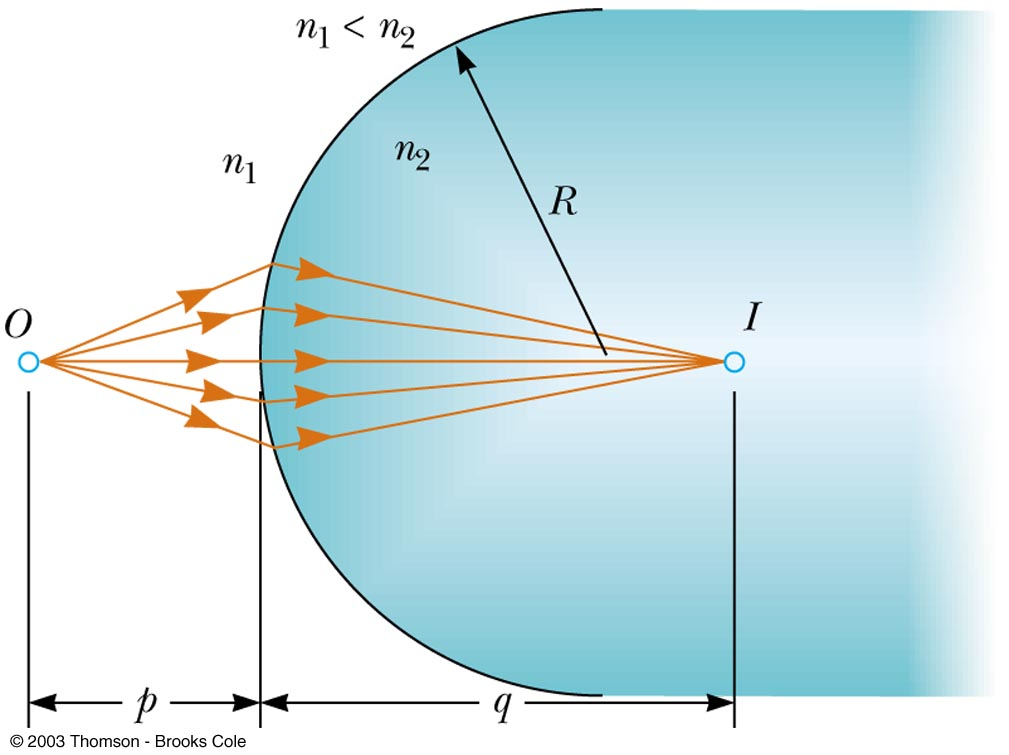 n₁ < n₂
n₁
n₂
R
O
I
p
q
© 2003 Thomson - Brooks Cole